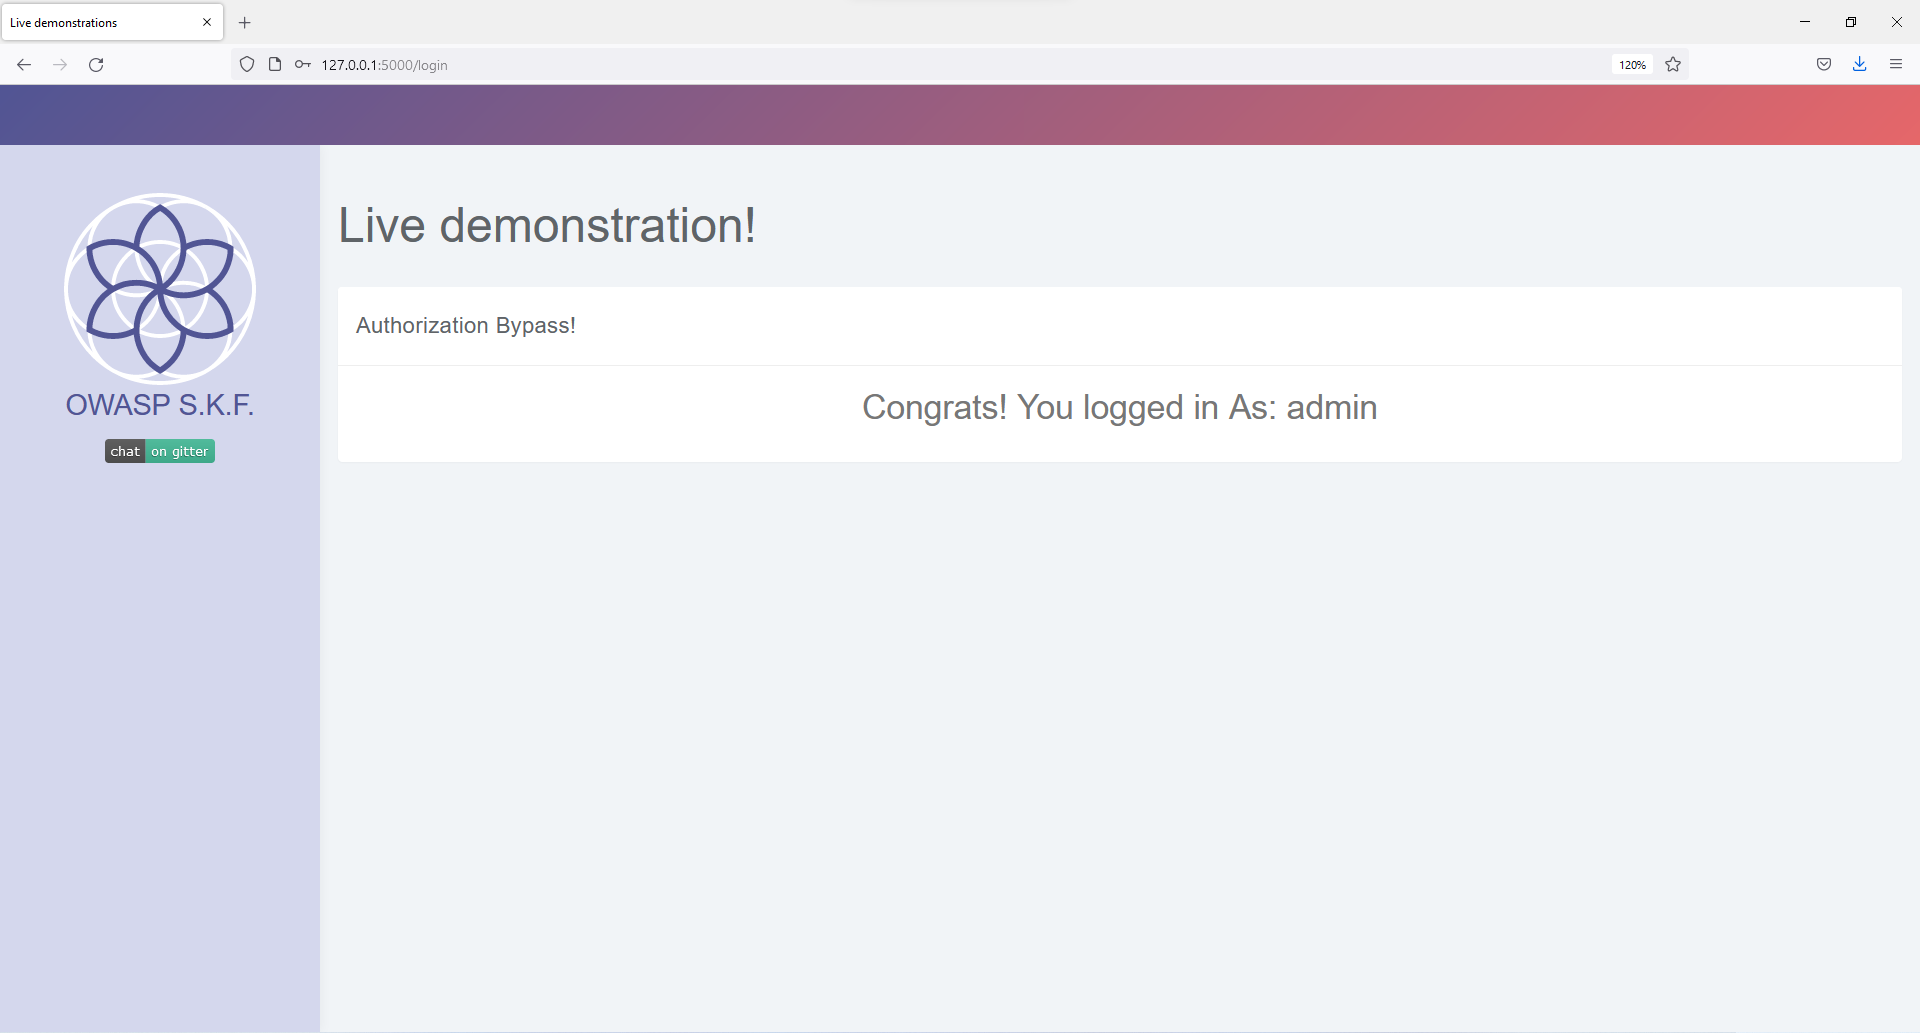 Live demonstrations
127.0.0.1:5000/login
120%
OWASP S.K.F.
chat on gitter
Live demonstration!
Authorization Bypass!
Congrats! You logged in As: admin